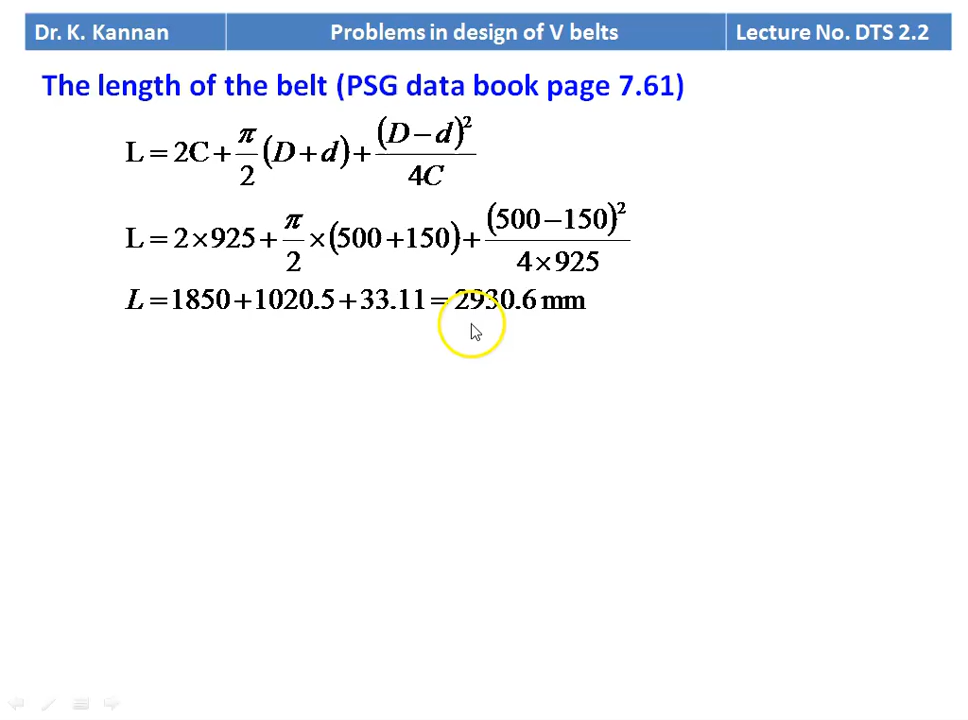 Dr. K. Kannan Problems in design of V belts Lecture No. DTS 2.2
The length of the belt (PSG data book page 7.61)
L = 2C + π/2 (D + d) + (D − d)²/4C
L = 2 × 925 + π/2 × (500 + 150) + (500 − 150)²/4 × 925
L = 1850 + 1020.5 + 33.11 = 2930.6 mm